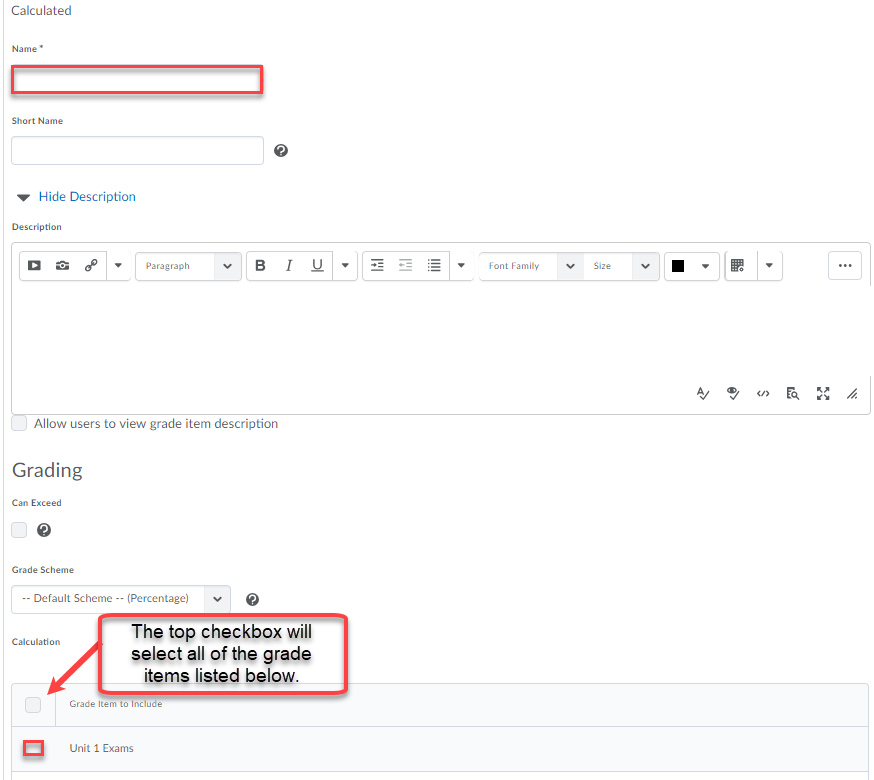 Calculated
Name *
Short Name
Hide Description
Description
Paragraph
B I U
Font Family
Size
Allow users to view grade item description
Grading
Can Exceed
Grade Scheme
-- Default Scheme -- (Percentage)
Calculation
The top checkbox will
select all of the grade
items listed below.
Grade Item to Include
Unit 1 Exams